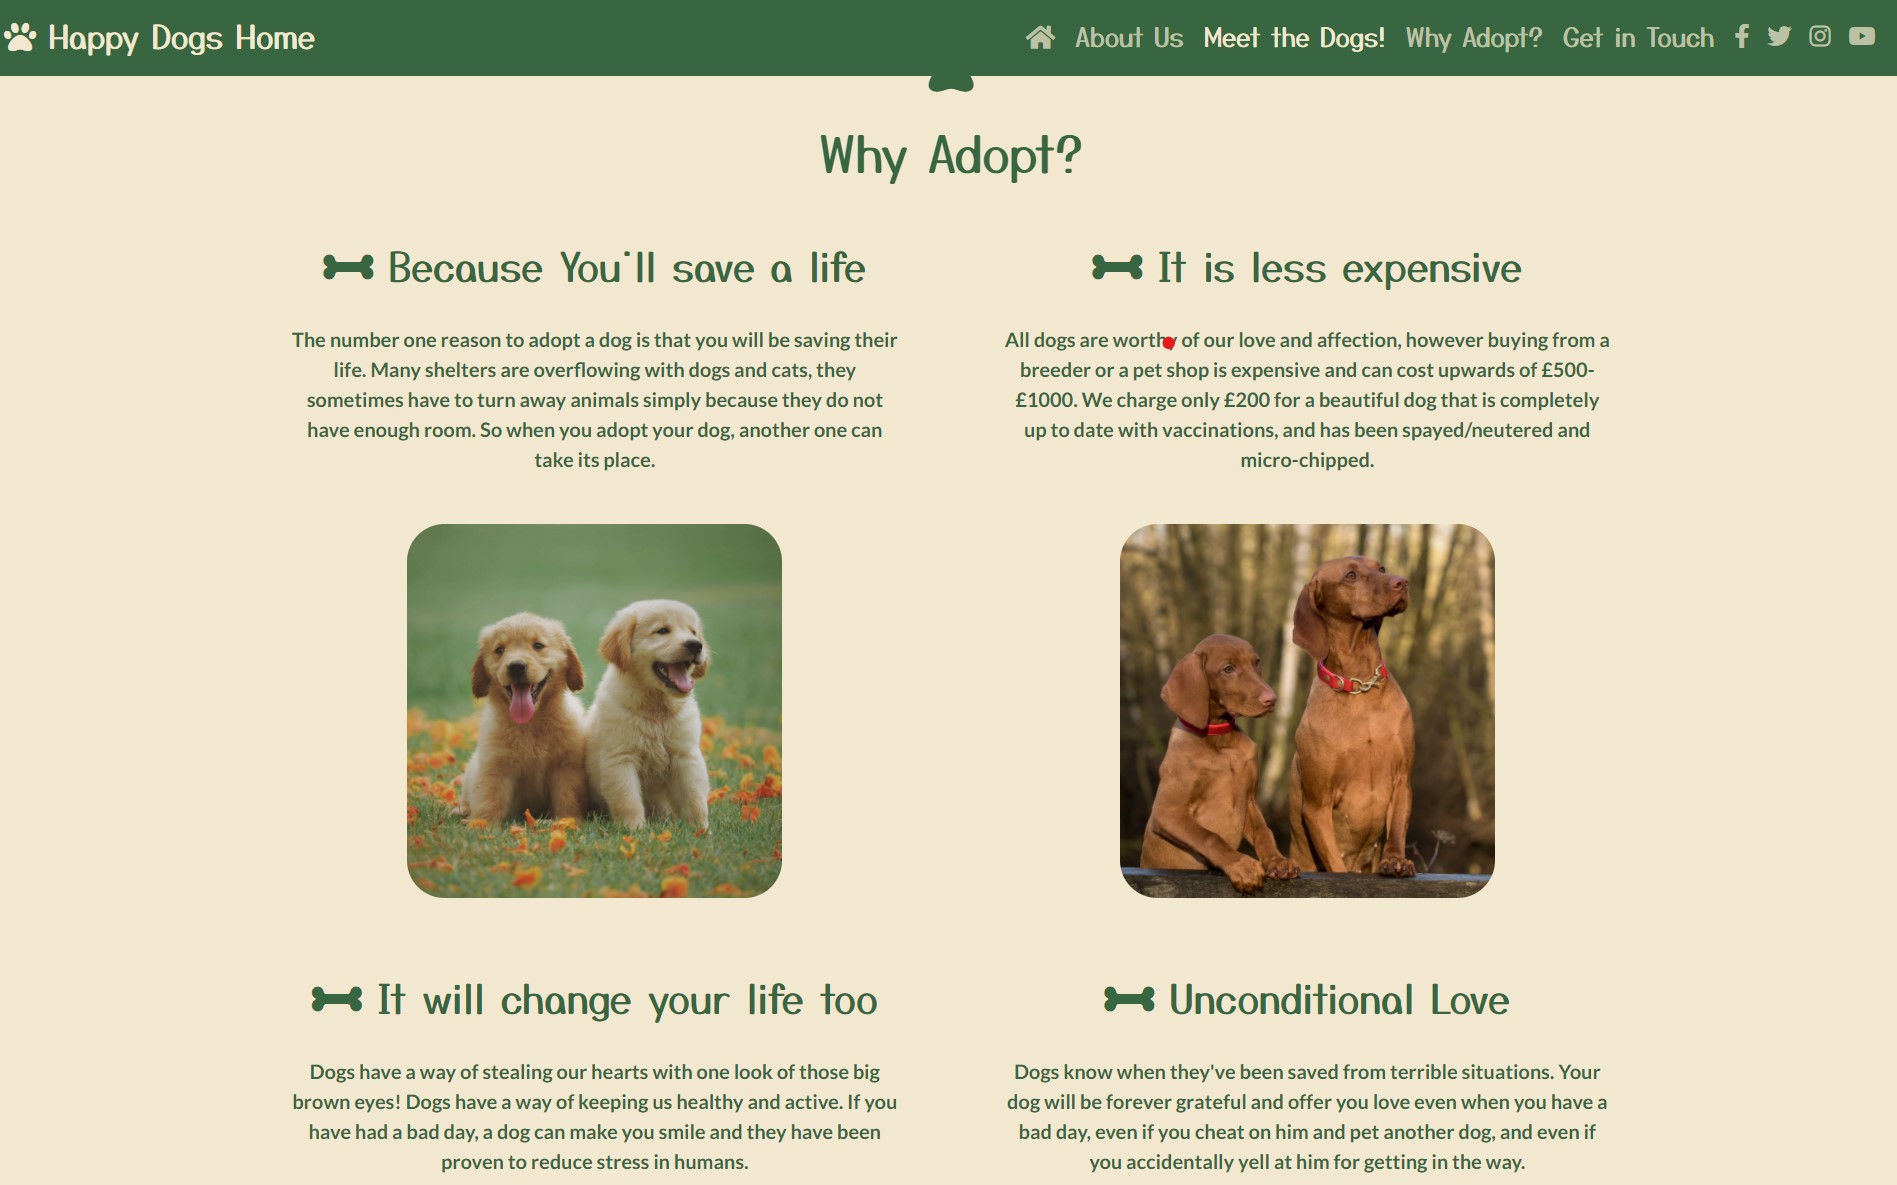 Happy Dogs Home
About Us Meet the Dogs! Why Adopt? Get in Touch
Why Adopt?
Because You'll save a life
The number one reason to adopt a dog is that you will be saving their
life. Many shelters are overflowing with dogs and cats, they
sometimes have to turn away animals simply because they do not
have enough room. So when you adopt your dog, another one can
take its place.
It is less expensive
All dogs are worthy of our love and affection, however buying from a
breeder or a pet shop is expensive and can cost upwards of £500-
£1000. We charge only £200 for a beautiful dog that is completely
up to date with vaccinations, and has been spayed/neutered and
micro-chipped.
It will change your life too
Dogs have a way of stealing our hearts with one look of those big
brown eyes! Dogs have a way of keeping us healthy and active. If you
have had a bad day, a dog can make you smile and they have been
proven to reduce stress in humans.
Unconditional Love
Dogs know when they've been saved from terrible situations. Your
dog will be forever grateful and offer you love even when you have a
bad day, even if you cheat on him and pet another dog, and even if
you accidentally yell at him for getting in the way.